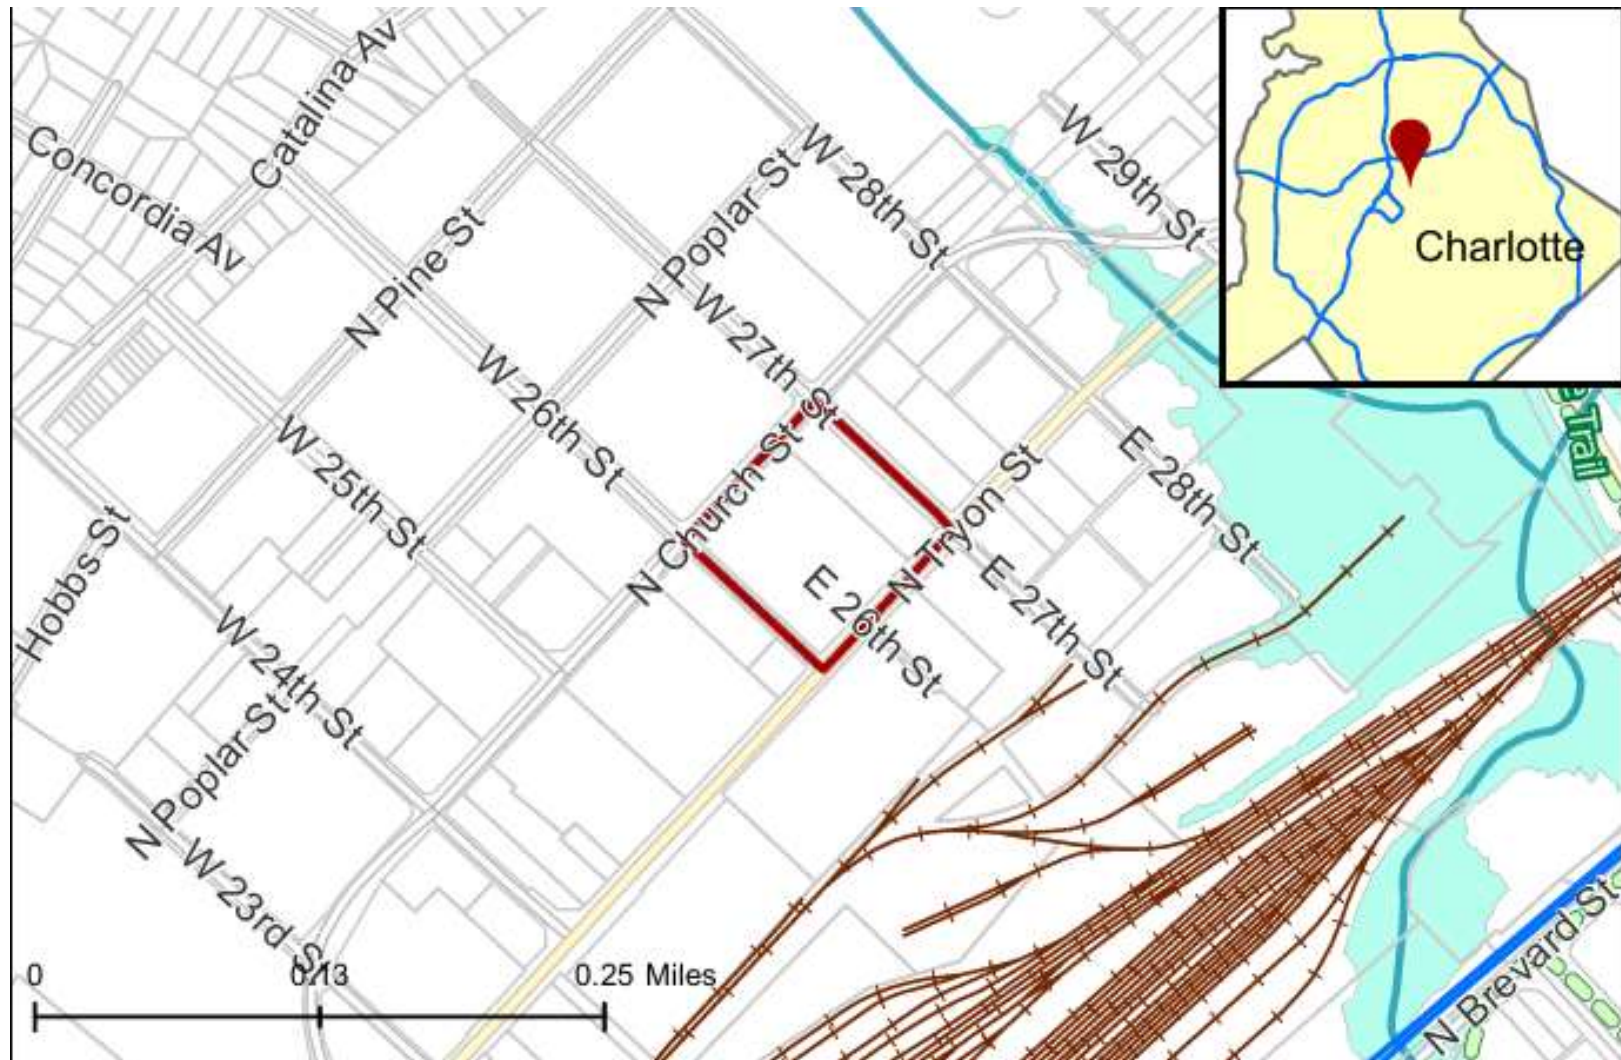 Catalina Av
Concordia Av
W 28th St
W 29th St
N Poplar St
N Pine St
Charlotte
W 27th St
W 26th St
W 25th St
N Church St
N Tryon St
E 28th St
e Trail
E 27th St
E 26th St
Hobbs St
W 24th St
N Poplar St
W 23rd St
N Brevard St
0
0.13
0.25 Miles